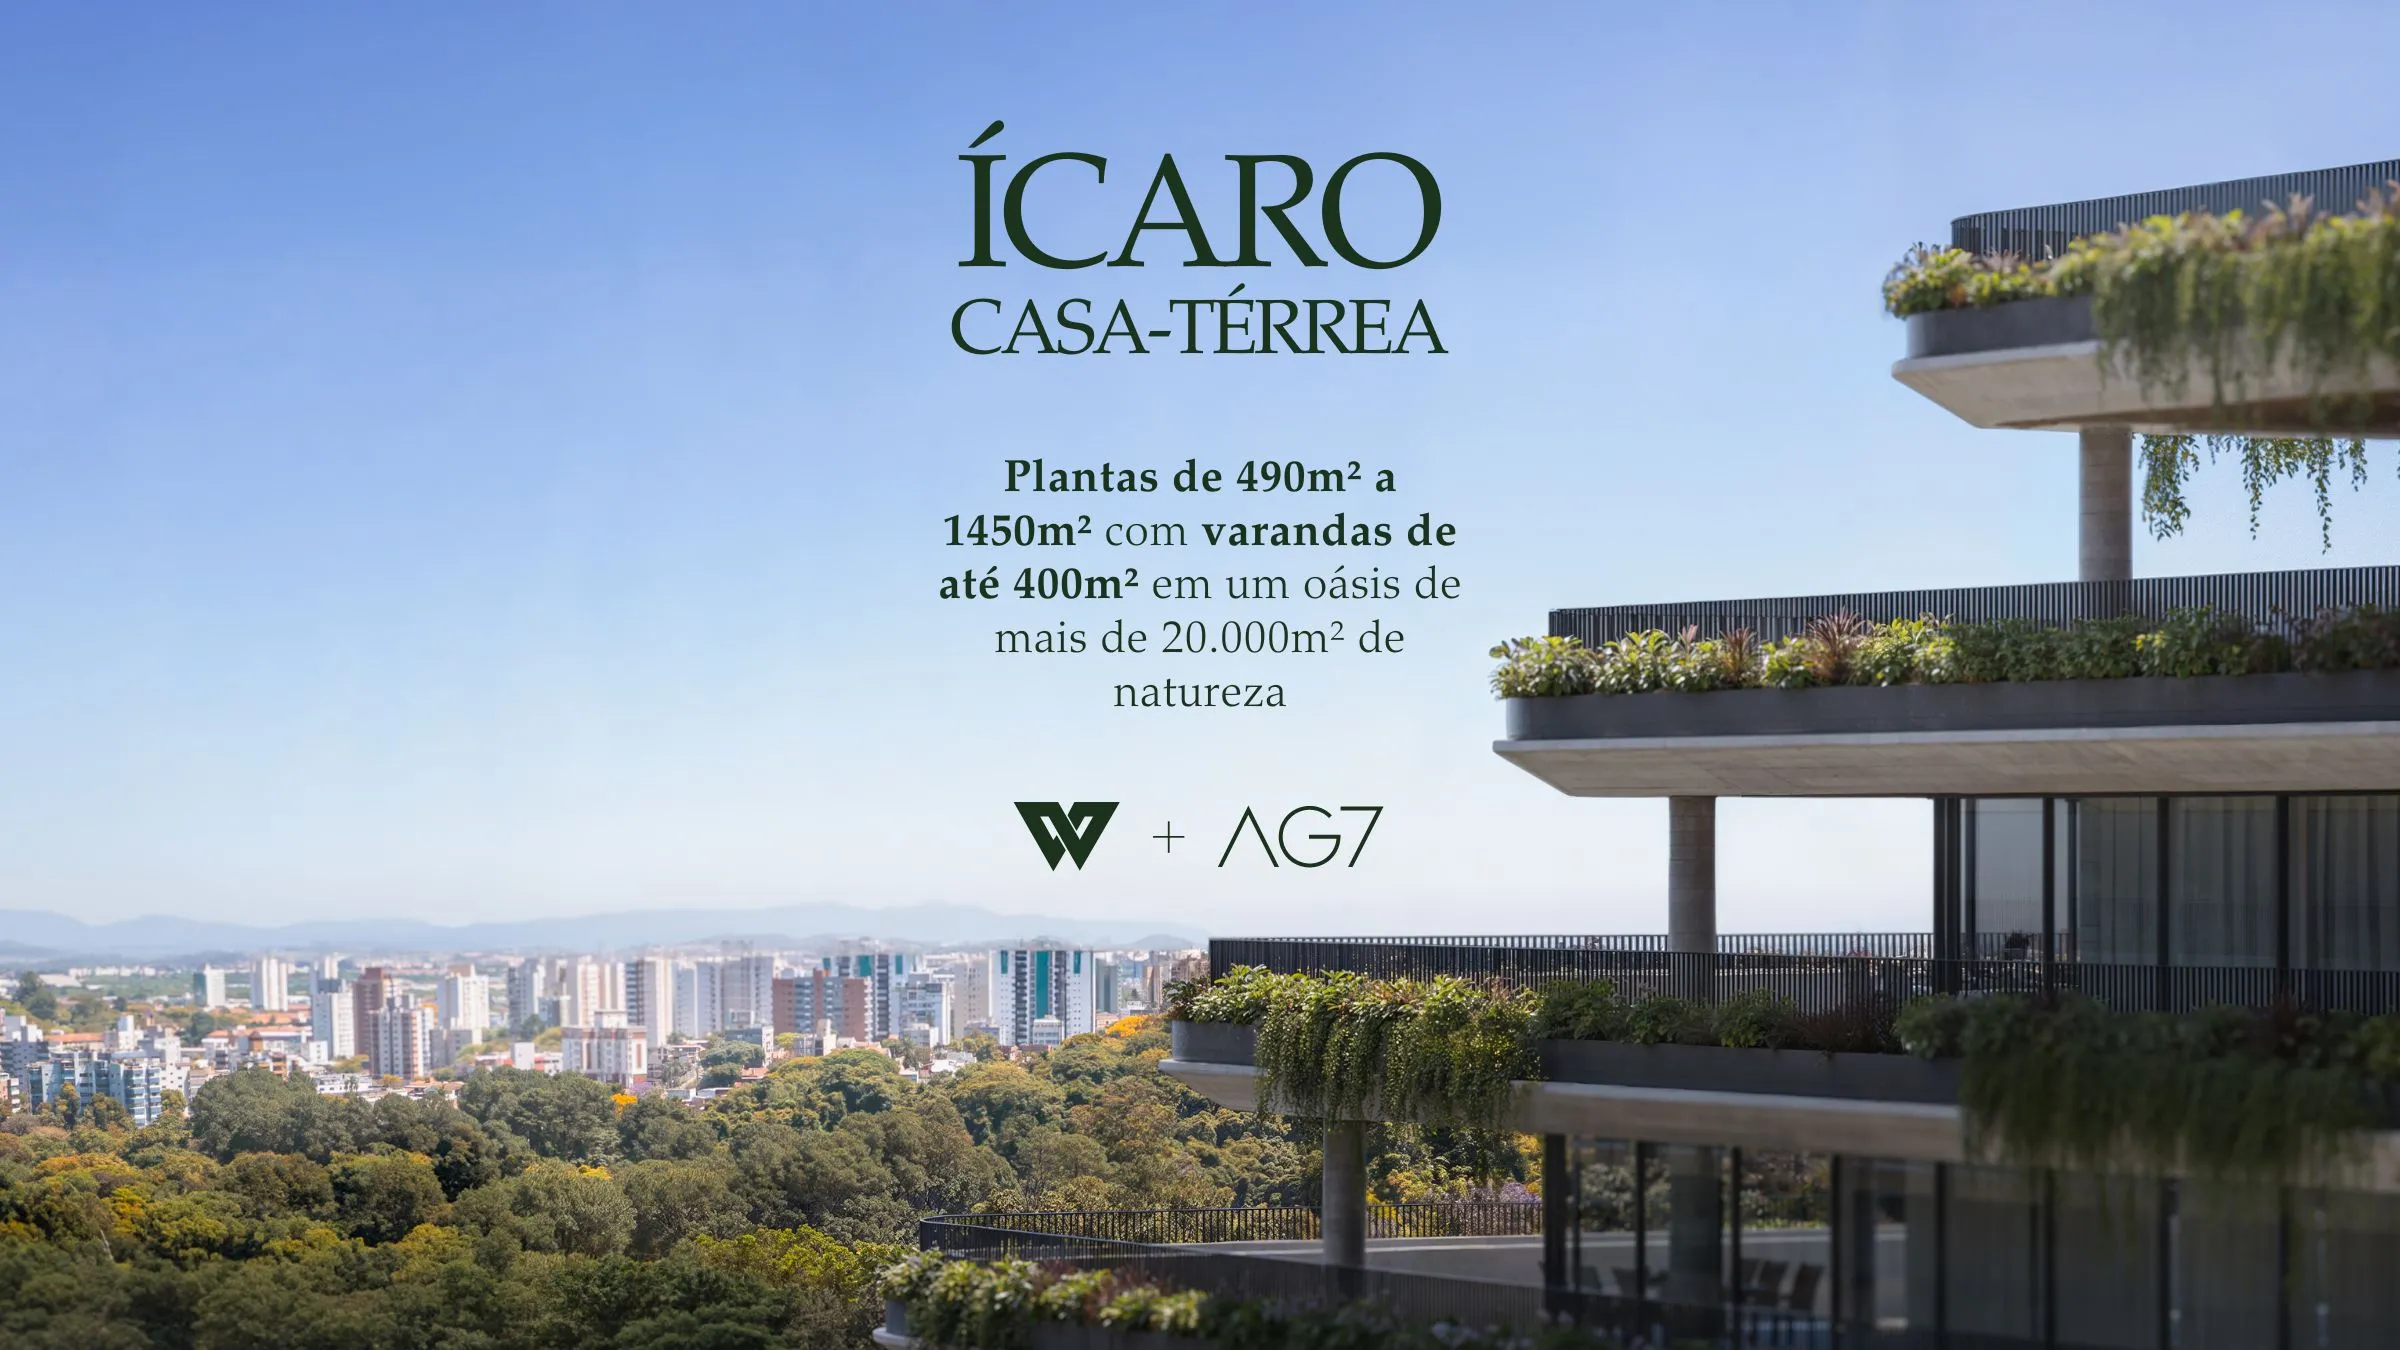 ÍCARO
CASA-TÉRREA
Plantas de 490m² a
1450m² com varandas de
até 400m² em um oásis de
mais de 20.000m² de
natureza
W + AG7